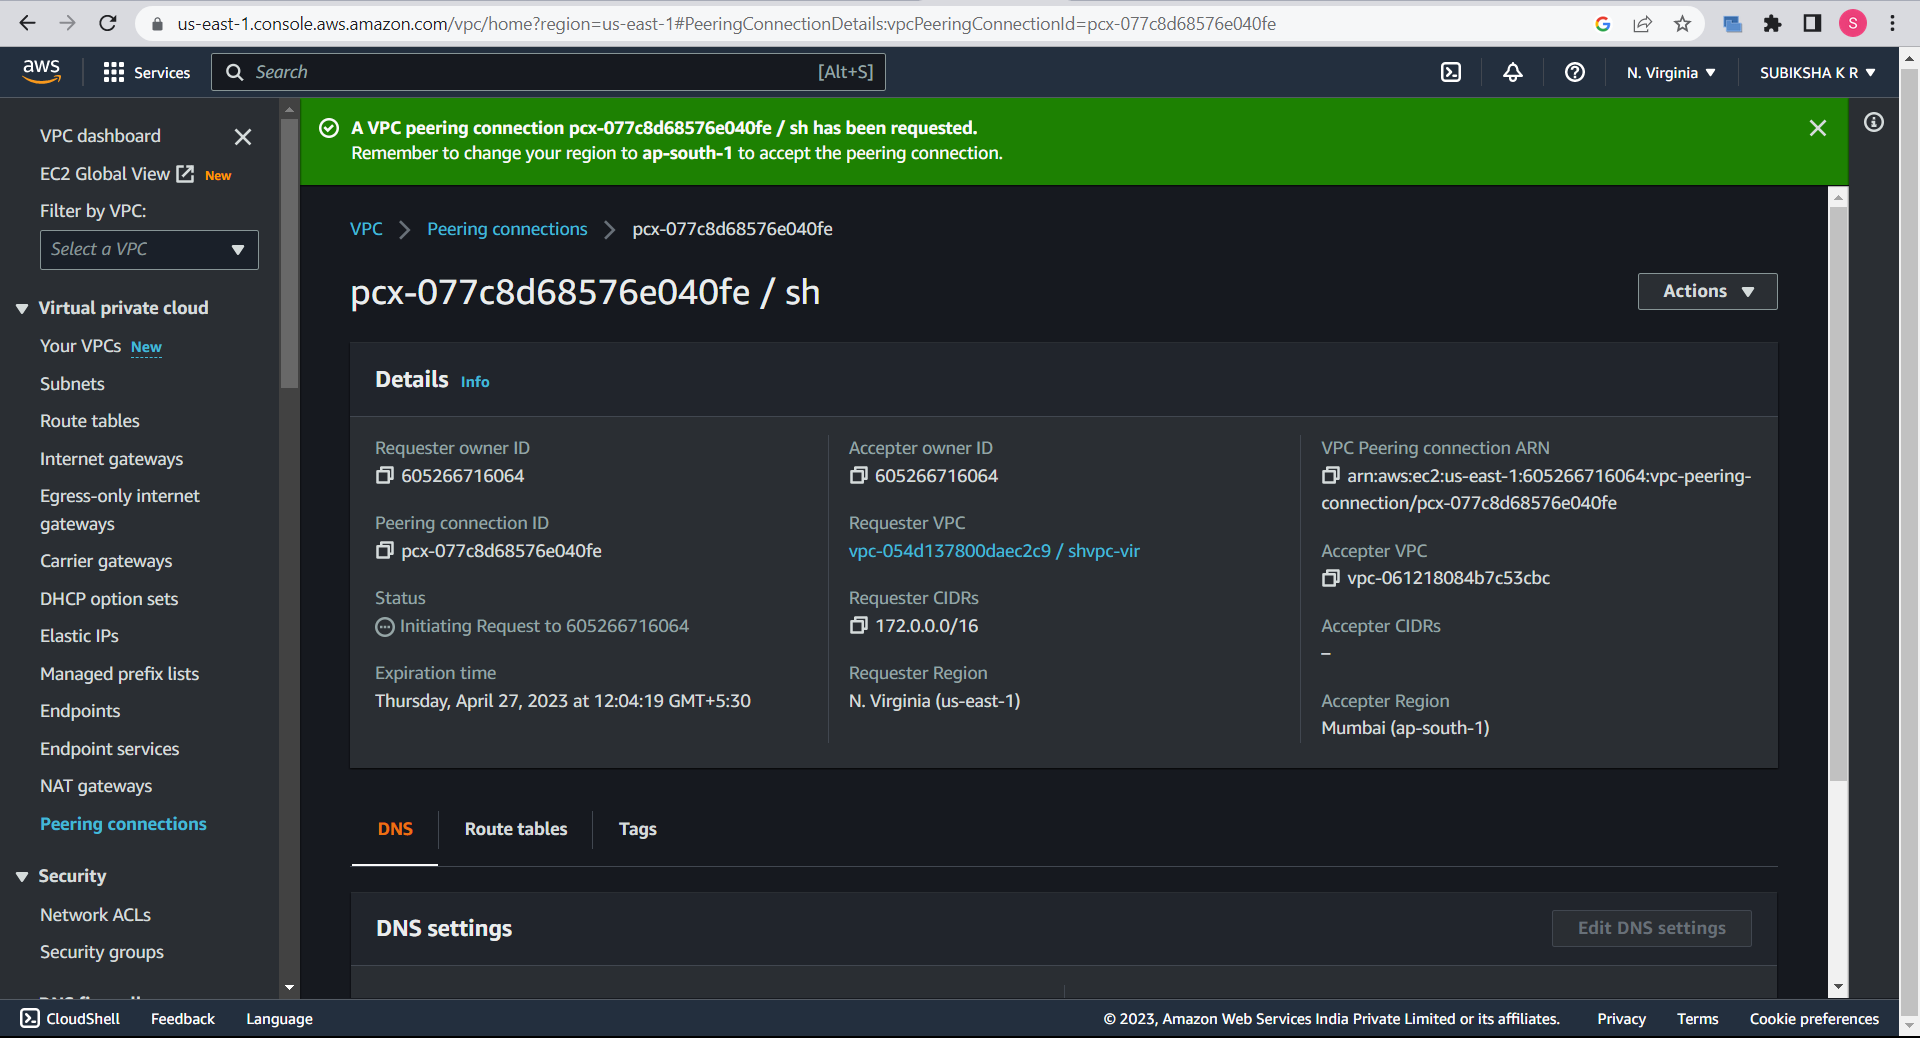 us-east-1.console.aws.amazon.com/vpc/home?region=us-east-1#PeeringConnectionDetails:vpcPeeringConnectionId=pcx-077c8d68576e040fe
S
aws
Services
Search
[Alt+S]
N. Virginia
SUBIKSHA K R
VPC dashboard
EC2 Global View New
Filter by VPC:
Select a VPC
Virtual private cloud
Your VPCs New
Subnets
Route tables
Internet gateways
Egress-only internet
gateways
Carrier gateways
DHCP option sets
Elastic IPs
Managed prefix lists
Endpoints
Endpoint services
NAT gateways
Peering connections
Security
Network ACLs
Security groups
A VPC peering connection pcx-077c8d68576e040fe / sh has been requested.
Remember to change your region to ap-south-1 to accept the peering connection.
VPC
Peering connections
pcx-077c8d68576e040fe
pcx-077c8d68576e040fe / sh
Actions
Details Info
Requester owner ID
605266716064
Peering connection ID
pcx-077c8d68576e040fe
Status
Initiating Request to 605266716064
Expiration time
Thursday, April 27, 2023 at 12:04:19 GMT+5:30
Accepter owner ID
605266716064
Requester VPC
vpc-054d137800daec2c9 / shvpc-vir
Requester CIDRs
172.0.0.0/16
Requester Region
N. Virginia (us-east-1)
VPC Peering connection ARN
arn:aws:ec2:us-east-1:605266716064:vpc-peering-
connection/pcx-077c8d68576e040fe
Accepter VPC
vpc-061218084b7c53cbc
Accepter CIDRs
–
Accepter Region
Mumbai (ap-south-1)
DNS
Route tables
Tags
DNS settings
Edit DNS settings
CloudShell
Feedback
Language
© 2023, Amazon Web Services India Private Limited or its affiliates.
Privacy
Terms
Cookie preferences